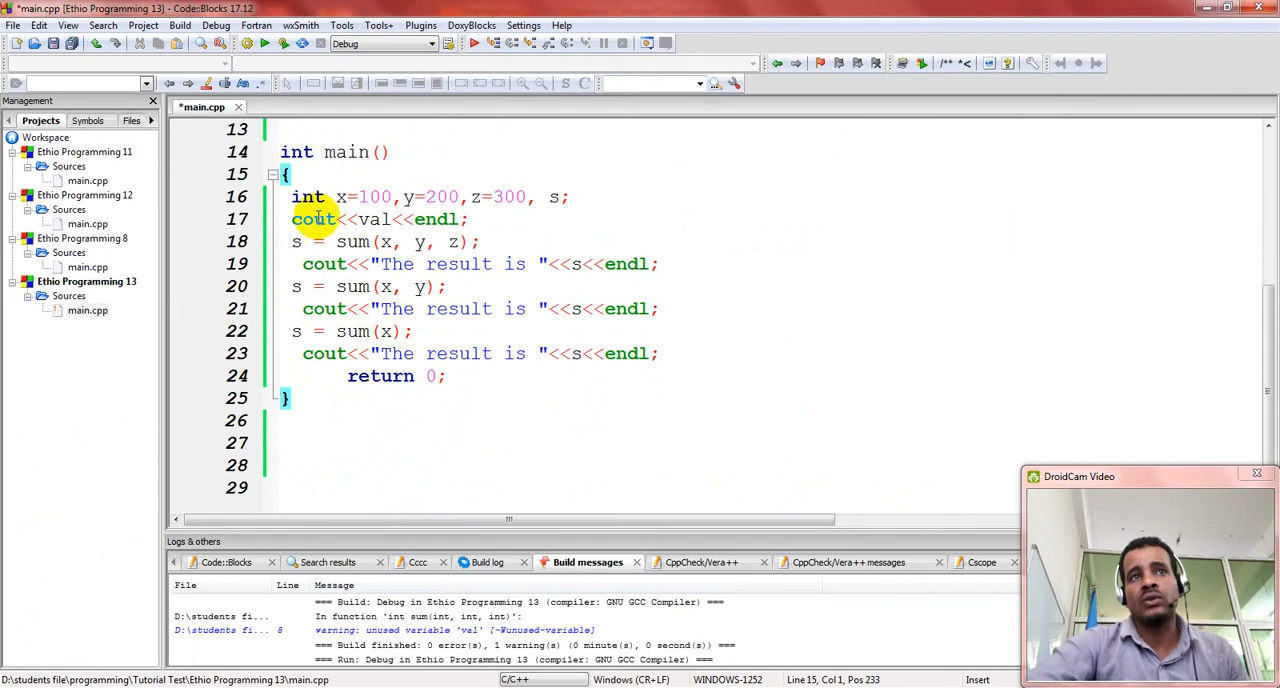 *main.cpp [Ethio Programming 13] - Code::Blocks 17.12
File Edit View Search Project Build Debug Fortran wxSmith Tools Tools+ Plugins DoxyBlocks Settings Help
Debug
/** *<
Aa .*
S C
Management
Projects Symbols Files
Workspace
Ethio Programming 11
Sources
main.cpp
Ethio Programming 12
Sources
main.cpp
Ethio Programming 8
Sources
main.cpp
Ethio Programming 13
Sources
main.cpp
*main.cpp
13
14 int main()
15 {
16 int x=100,y=200,z=300, s;
17 cout<<val<<endl;
18 s = sum(x, y, z);
19 cout<<"The result is "<<s<<endl;
20 s = sum(x, y);
21 cout<<"The result is "<<s<<endl;
22 s = sum(x);
23 cout<<"The result is "<<s<<endl;
24 return 0;
25 }
26
27
28
29
DroidCam Video
Logs & others
Code::Blocks Search results Cccc Build log Build messages CppCheck/Vera++ CppCheck/Vera++ messages Cscope
File Line Message
=== Build: Debug in Ethio Programming 13 (compiler: GNU GCC Compiler) ===
D:\students fi... In function 'int sum(int, int, int)':
D:\students fi... 8 warning: unused variable 'val' [-Wunused-variable]
=== Build finished: 0 error(s), 1 warning(s) (0 minute(s), 0 second(s)) ===
=== Run: Debug in Ethio Programming 13 (compiler: GNU GCC Compiler) ===
D:\students file\programming\Tutorial Test\Ethio Programming 13\main.cpp C/C++ Windows (CR+LF) WINDOWS-1252 Line 15, Col 1, Pos 233 Insert